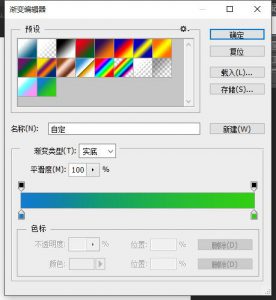 渐变编辑器
预设
确定
复位
载入(L)...
存储(S)...
名称(N): 自定 新建(W)
渐变类型(T): 实底
平滑度(M): 100 %
色标
不透明度: 位置: % 删除(D)
颜色: 位置: % 删除(D)